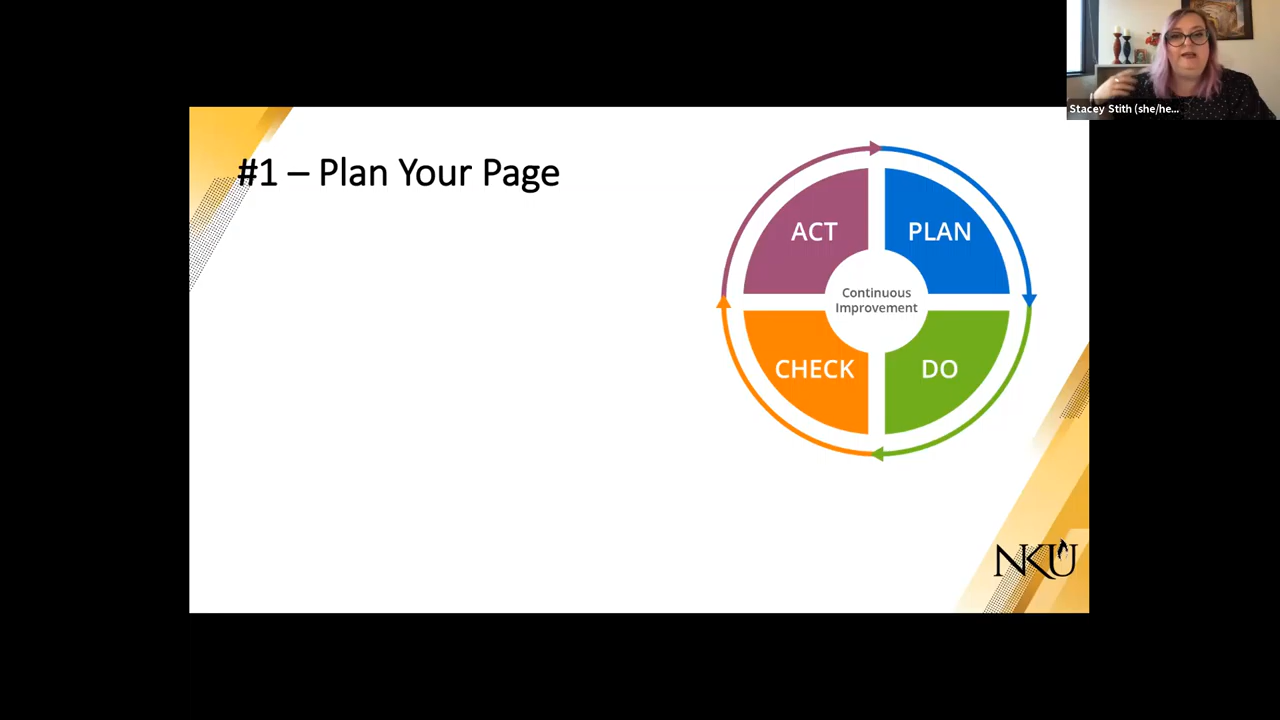 Stacey Stith (she/he...
#1 – Plan Your Page
ACT
PLAN
Continuous
Improvement
CHECK
DO
NKU